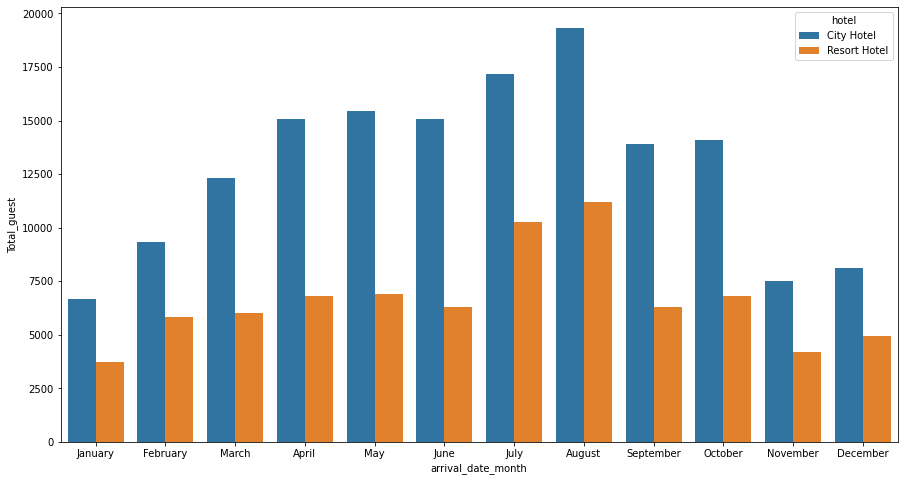 hotel
City Hotel
Resort Hotel
Total_guest
20000
17500
15000
12500
10000
7500
5000
2500
0
January February March April May June July August September October November December
arrival_date_month